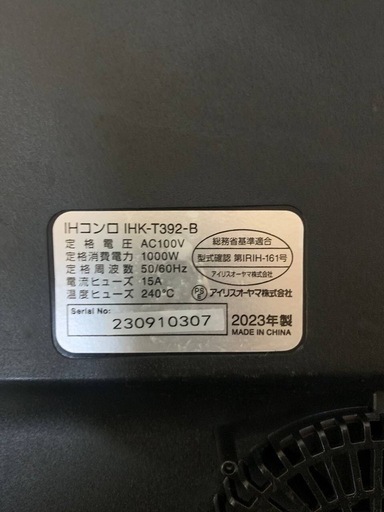 IHコンロ IHK-T392-B
定格電圧 AC100V
定格消費電力 1000W
定格周波数 50/60Hz
電流ヒューズ 15A
温度ヒューズ 240℃
総務省基準適合
型式確認 第IRIH-161号
アイリスオーヤマ株式会社
PSE アイリスオーヤマ株式会社
Serial No:
230910307
2023年製
MADE IN CHINA